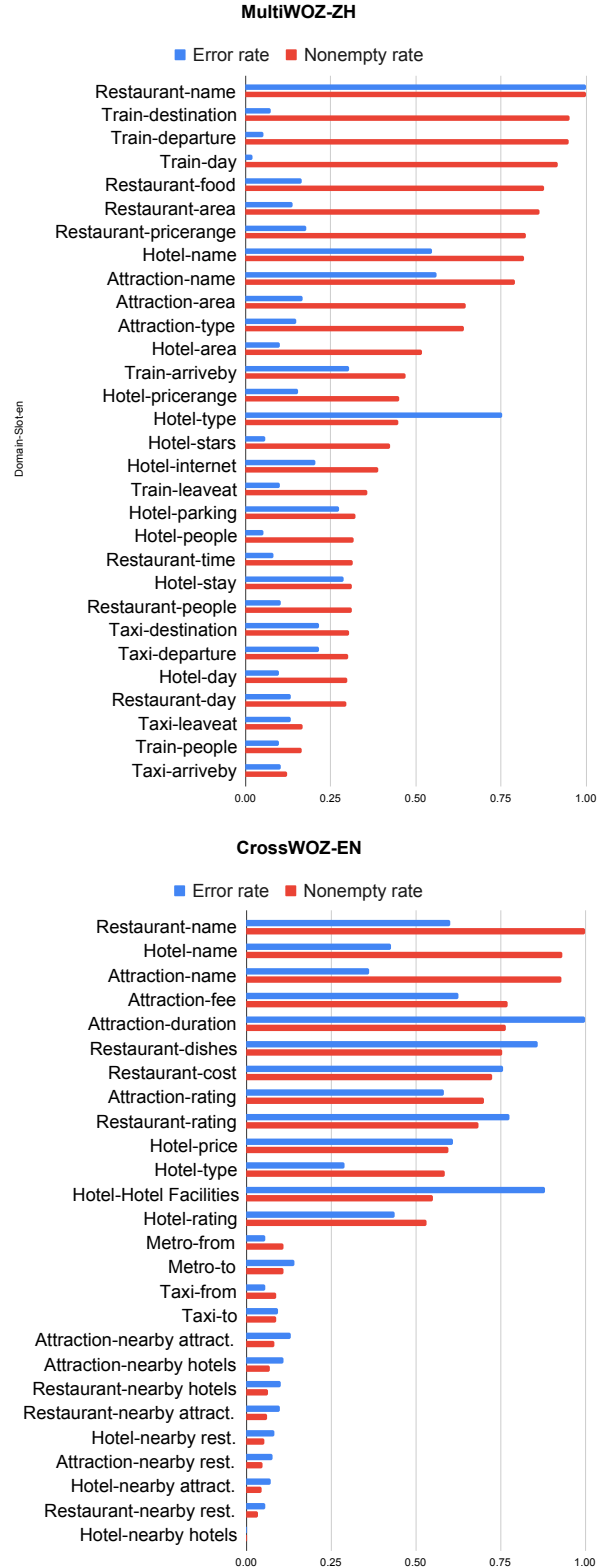 MultiWOZ-ZH
Error rate Nonempty rate
Restaurant-name
Train-destination
Train-departure
Train-day
Restaurant-food
Restaurant-area
Restaurant-pricerange
Hotel-name
Attraction-name
Attraction-area
Attraction-type
Hotel-area
Train-arriveby
Hotel-pricerange
Hotel-type
Hotel-stars
Hotel-internet
Train-leaveat
Hotel-parking
Hotel-people
Restaurant-time
Hotel-stay
Restaurant-people
Taxi-destination
Taxi-departure
Hotel-day
Restaurant-day
Taxi-leaveat
Train-people
Taxi-arriveby
Domain-Slot-en
0.00 0.25 0.50 0.75 1.00
CrossWOZ-EN
Error rate Nonempty rate
Restaurant-name
Hotel-name
Attraction-name
Attraction-fee
Attraction-duration
Restaurant-dishes
Restaurant-cost
Attraction-rating
Restaurant-rating
Hotel-price
Hotel-type
Hotel-Hotel Facilities
Hotel-rating
Metro-from
Metro-to
Taxi-from
Taxi-to
Attraction-nearby attract.
Attraction-nearby hotels
Restaurant-nearby hotels
Restaurant-nearby attract.
Hotel-nearby rest.
Attraction-nearby rest.
Hotel-nearby attract.
Restaurant-nearby rest.
Hotel-nearby hotels
0.00 0.25 0.50 0.75 1.00